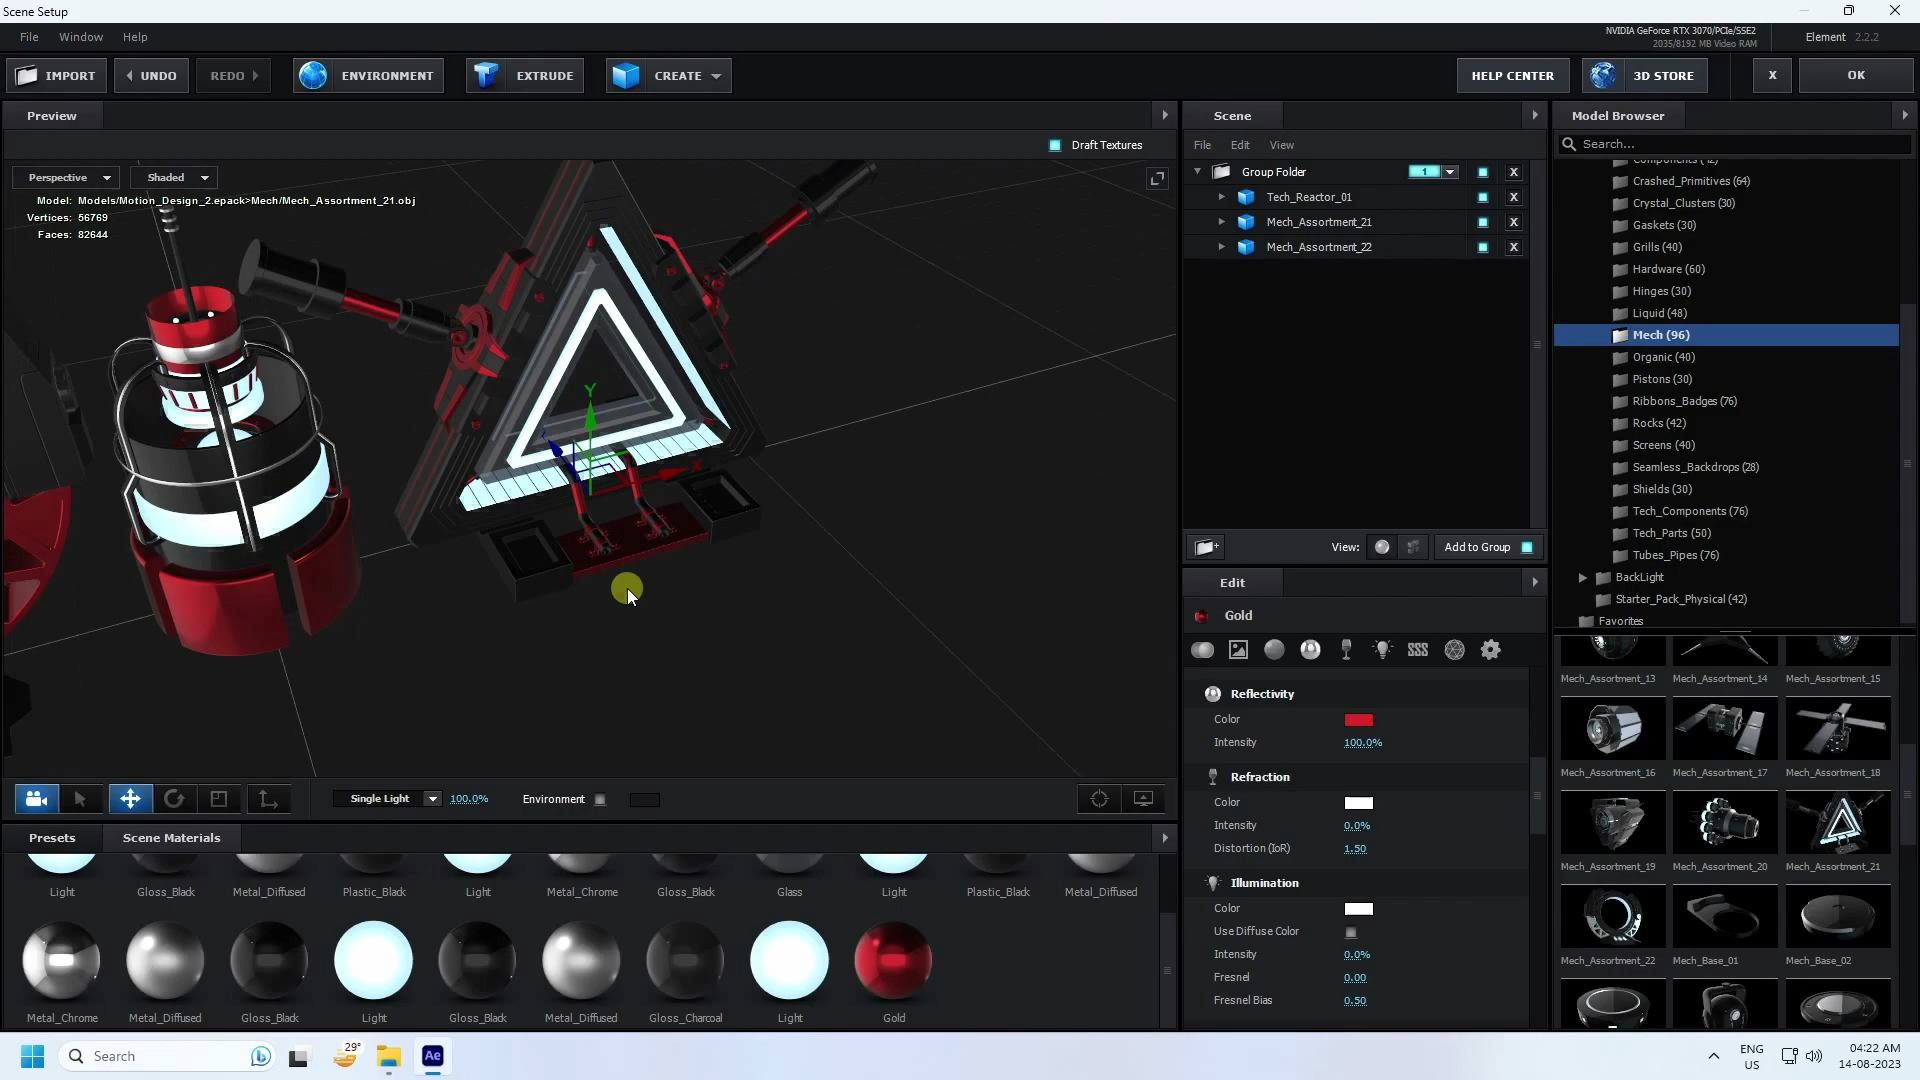 Scene Setup
File Window Help
NVIDIA GeForce RTX 3070/PCIe/SSE2
2035/8192 MB Video RAM
Element 2.2.2
IMPORT UNDO REDO ENVIRONMENT EXTRUDE CREATE HELP CENTER 3D STORE X OK
Preview
Draft Textures
Perspective Shaded
Model: Models/Motion_Design_2.epack>Mech/Mech_Assortment_21.obj
Vertices: 56769
Faces: 82644
Y
X
Single Light 100.0% Environment
Presets Scene Materials
Light Gloss_Black Metal_Diffused Plastic_Black Light Metal_Chrome Gloss_Black Glass Light Plastic_Black Metal_Diffused
Metal_Chrome Metal_Diffused Gloss_Black Light Gloss_Black Metal_Diffused Gloss_Charcoal Light Gold
Scene
File Edit View
Group Folder 1 X
Tech_Reactor_01 X
Mech_Assortment_21 X
Mech_Assortment_22 X
View: Add to Group
Edit
Gold
Reflectivity
Color
Intensity 100.0%
Refraction
Color
Intensity 0.0%
Distortion (IoR) 1.50
Illumination
Color
Use Diffuse Color
Intensity 0.0%
Fresnel 0.00
Fresnel Bias 0.50
Model Browser
Search...
Components (42)
Crashed_Primitives (64)
Crystal_Clusters (30)
Gaskets (30)
Grills (40)
Hardware (60)
Hinges (30)
Liquid (48)
Mech (96)
Organic (40)
Pistons (30)
Ribbons_Badges (76)
Rocks (42)
Screens (40)
Seamless_Backdrops (28)
Shields (30)
Tech_Components (76)
Tech_Parts (50)
Tubes_Pipes (76)
BackLight
Starter_Pack_Physical (42)
Favorites
Mech_Assortment_13 Mech_Assortment_14 Mech_Assortment_15
Mech_Assortment_16 Mech_Assortment_17 Mech_Assortment_18
Mech_Assortment_19 Mech_Assortment_20 Mech_Assortment_21
Mech_Assortment_22 Mech_Base_01 Mech_Base_02
Search
29°
Ae
ENG
US
04:22 AM
14-08-2023